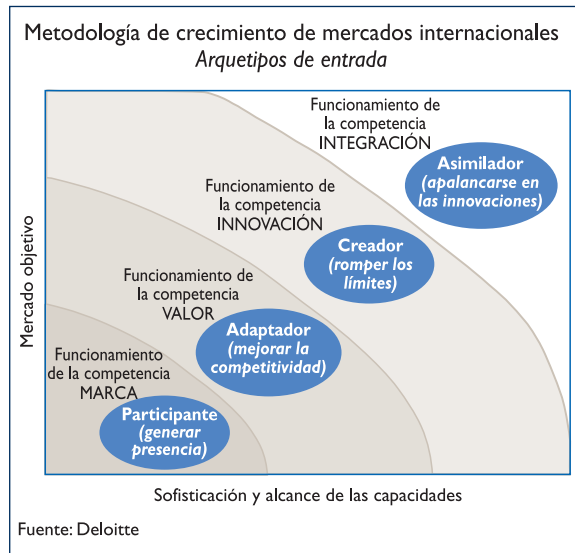 Metodología de crecimiento de mercados internacionales
Arquetipos de entrada
Funcionamiento de
la competencia
INTEGRACIÓN
Asimilador
(apalancarse en
las innovaciones)
Funcionamiento de
la competencia
INNOVACIÓN
Creador
(romper los
límites)
Funcionamiento de
la competencia
VALOR
Adaptador
(mejorar la
competitividad)
Funcionamiento
de la competencia
MARCA
Participante
(generar
presencia)
Mercado objetivo
Sofisticación y alcance de las capacidades
Fuente: Deloitte